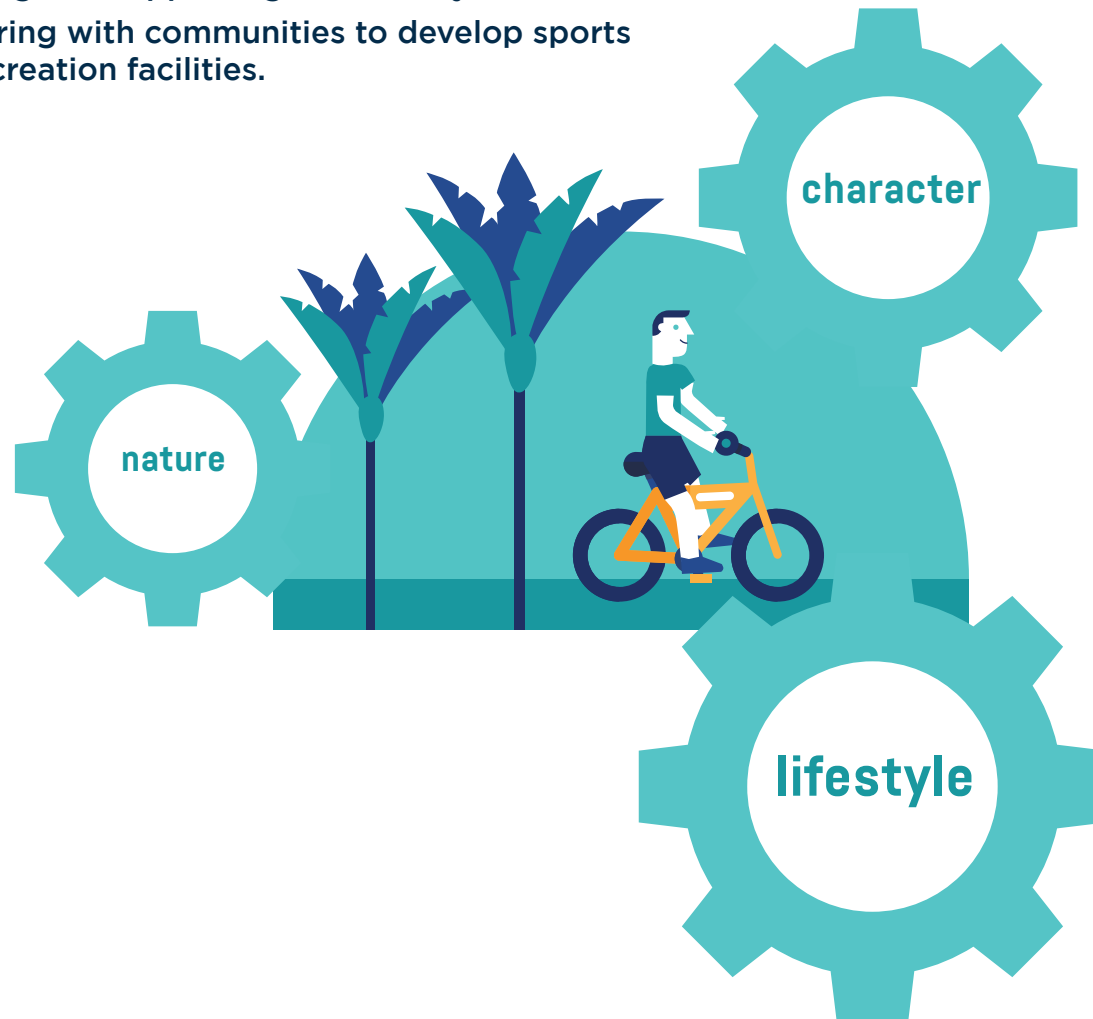 ring with communities to develop sports
creation facilities.
character
nature
lifestyle